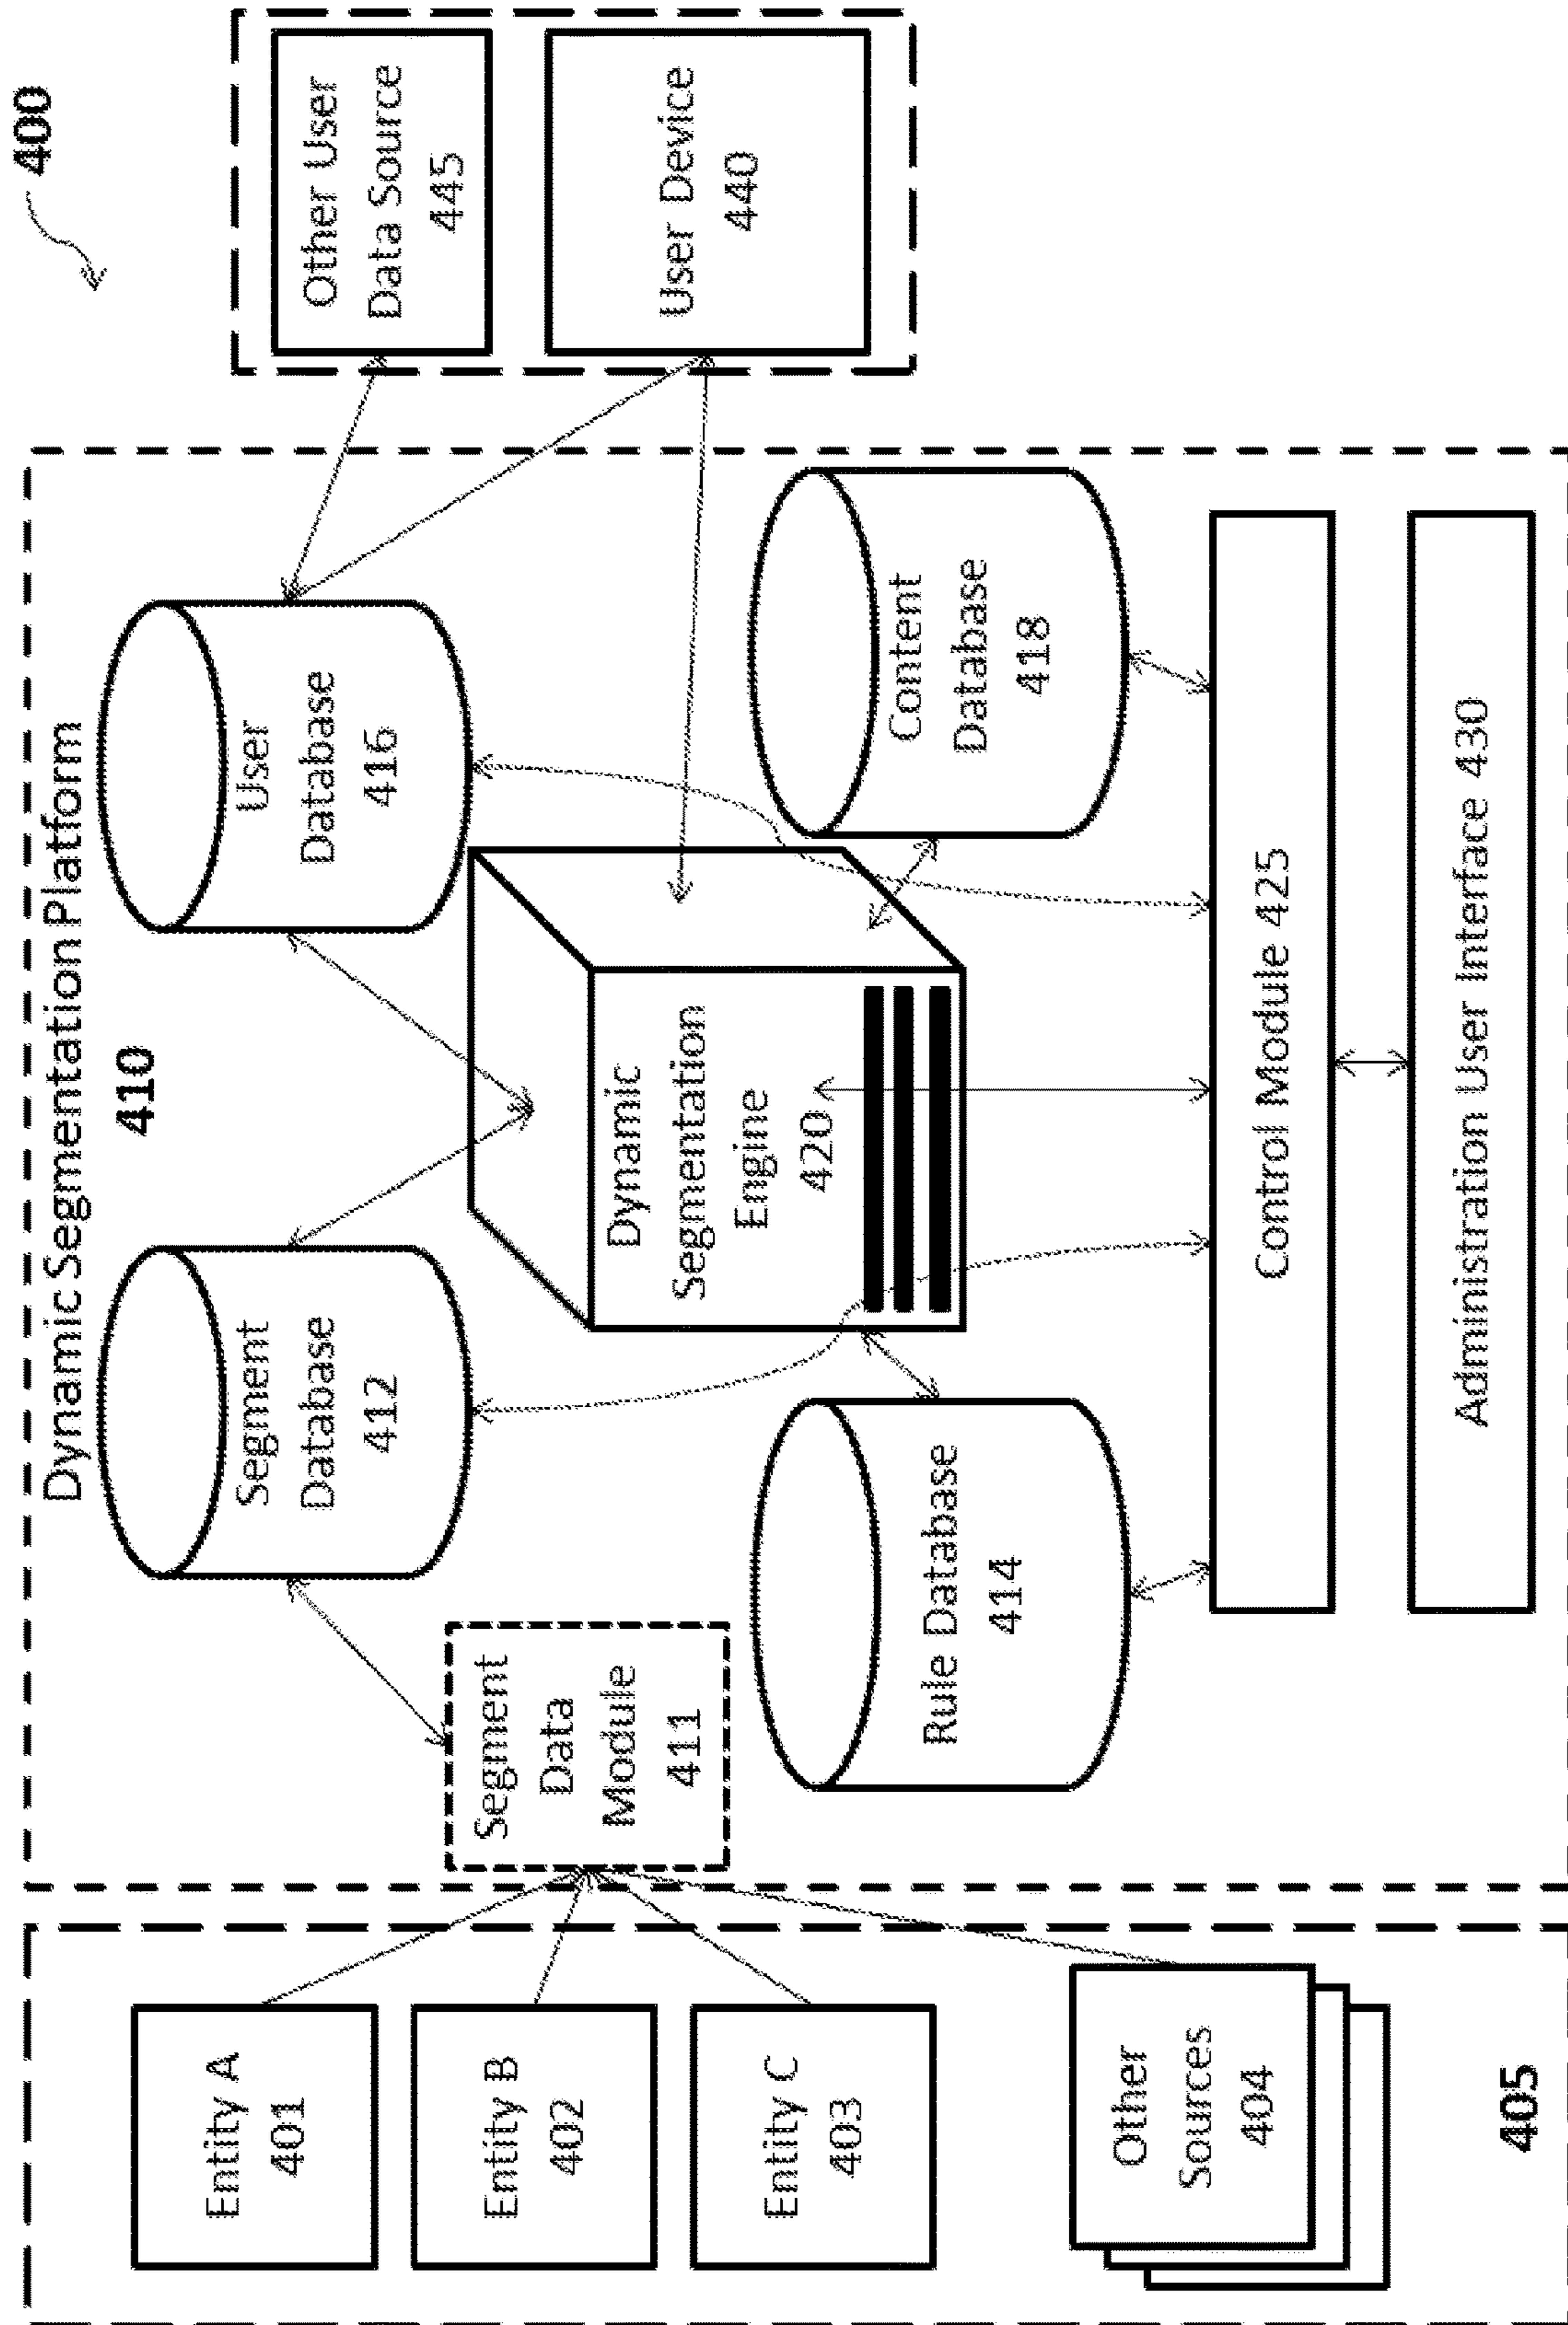 400
Dynamic Segmentation Platform
410
Entity A
401
Entity B
402
Entity C
403
Other
Sources
404
405
Segment
Data
Module
411
Segment
Database
412
User
Database
416
Dynamic
Segmentation
Engine
420
Rule Database
414
Content
Database
418
Control Module 425
Administration User Interface 430
Other User
Data Source
445
User Device
440